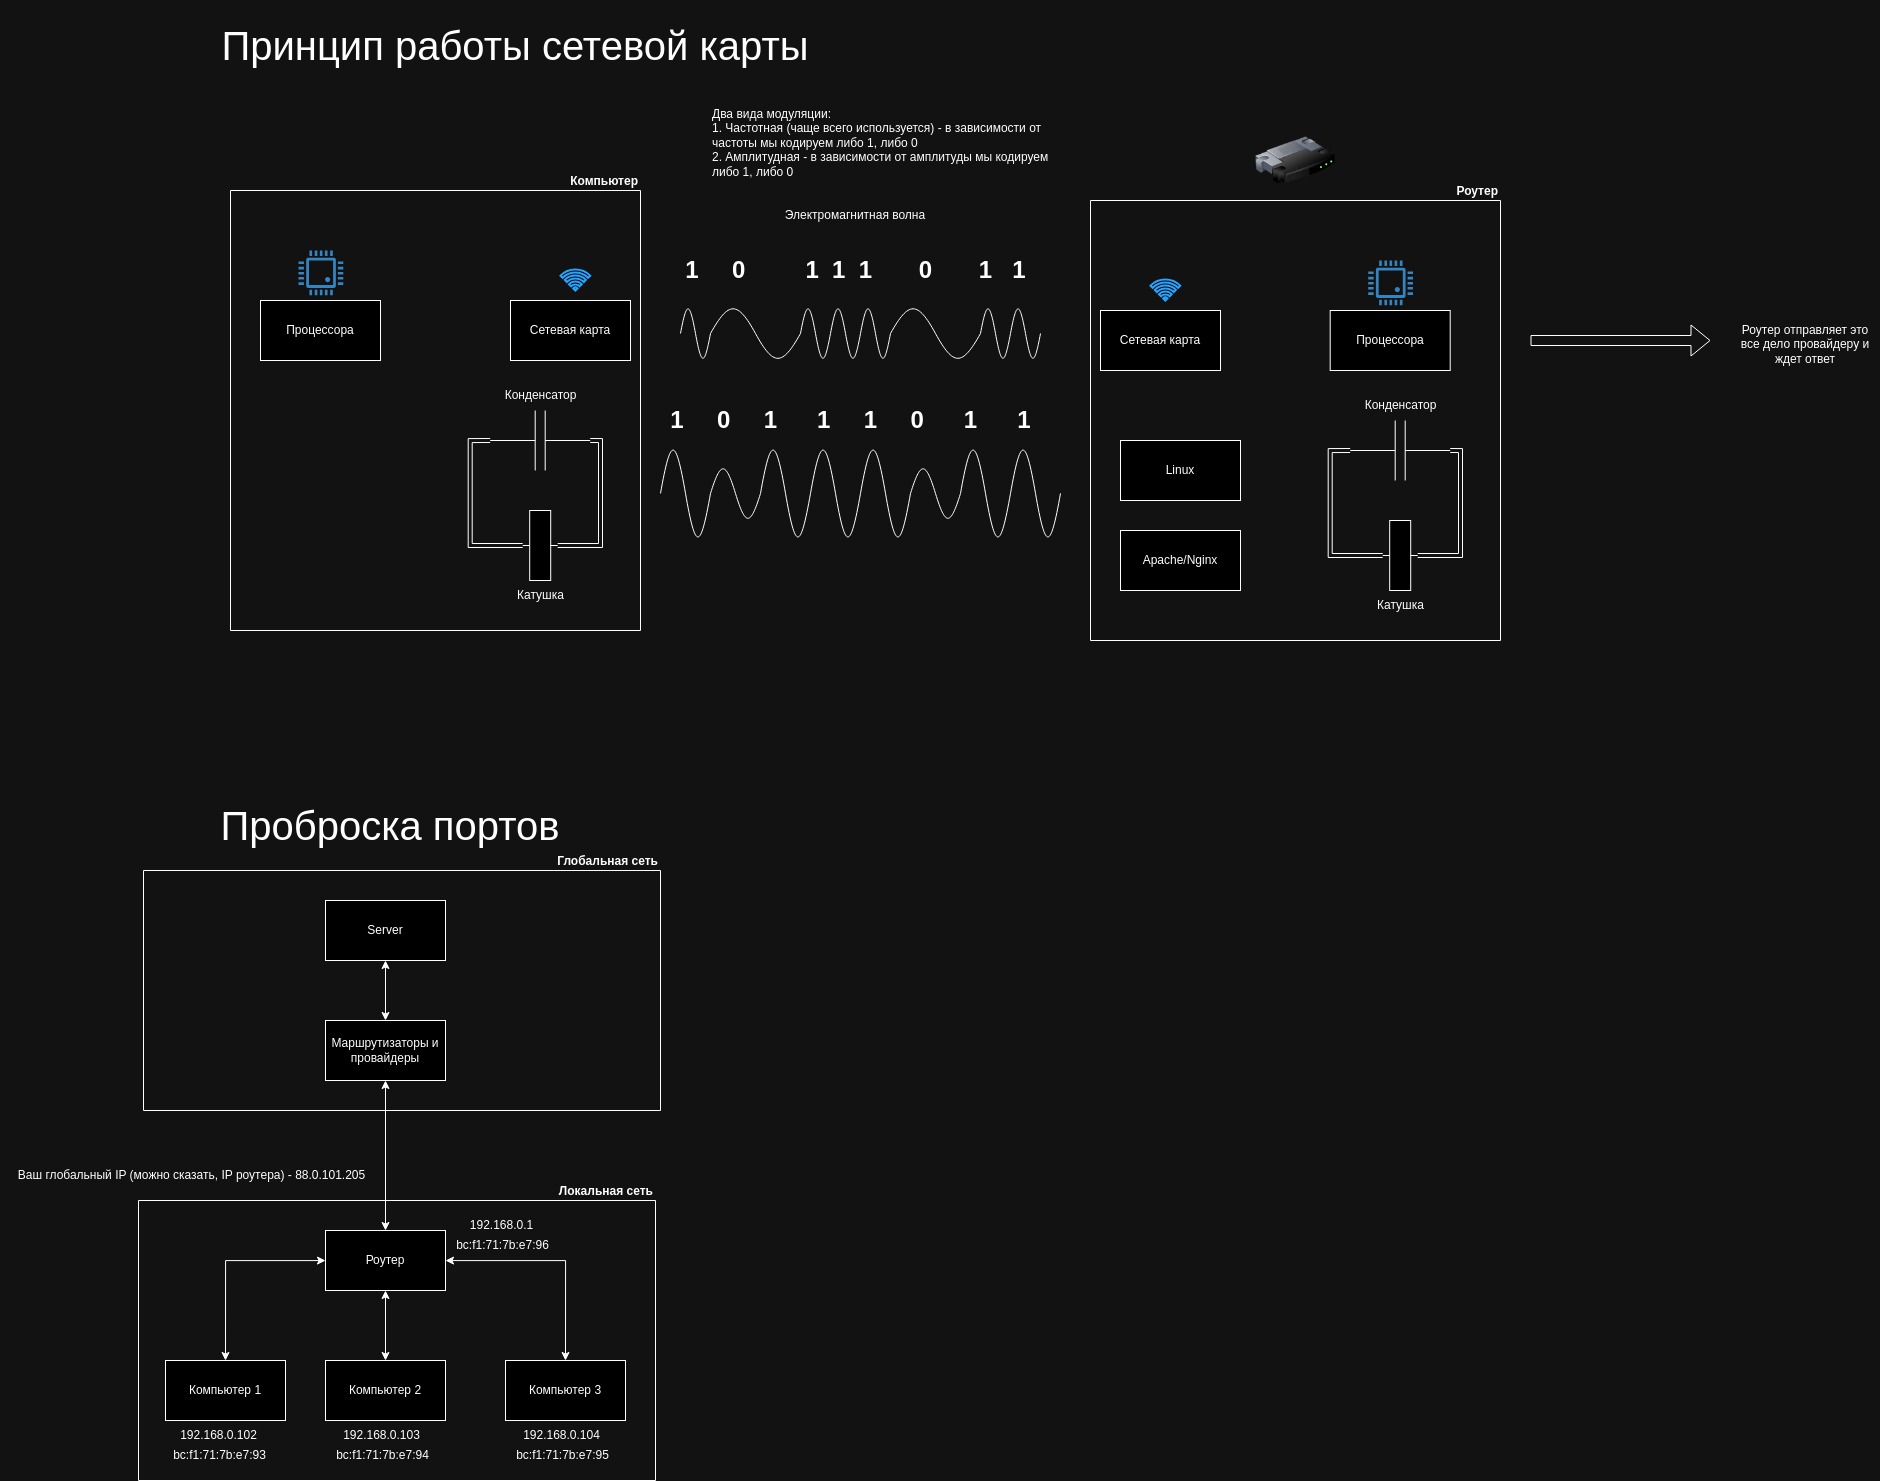 Принцип работы сетевой карты
Два вида модуляции:
1. Частотная (чаще всего используется) - в зависимости от
частоты мы кодируем либо 1, либо 0
2. Амплитудная - в зависимости от амплитуды мы кодируем
либо 1, либо 0
Компьютер
Процессора
Сетевая карта
Конденсатор
Катушка
Электромагнитная волна
1 0 1 1 1 0 1 1
1 0 1 1 1 0 1 1
Роутер
Сетевая карта
Процессора
Конденсатор
Linux
Apache/Nginx
Катушка
Роутер отправляет это
все дело провайдеру и
ждет ответ
Проброска портов
Глобальная сеть
Server
Маршрутизаторы и
провайдеры
Ваш глобальный IP (можно сказать, IP роутера) - 88.0.101.205
Локальная сеть
192.168.0.1
bc:f1:71:7b:e7:96
Роутер
Компьютер 1
Компьютер 2
Компьютер 3
192.168.0.102
192.168.0.103
192.168.0.104
bc:f1:71:7b:e7:93
bc:f1:71:7b:e7:94
bc:f1:71:7b:e7:95